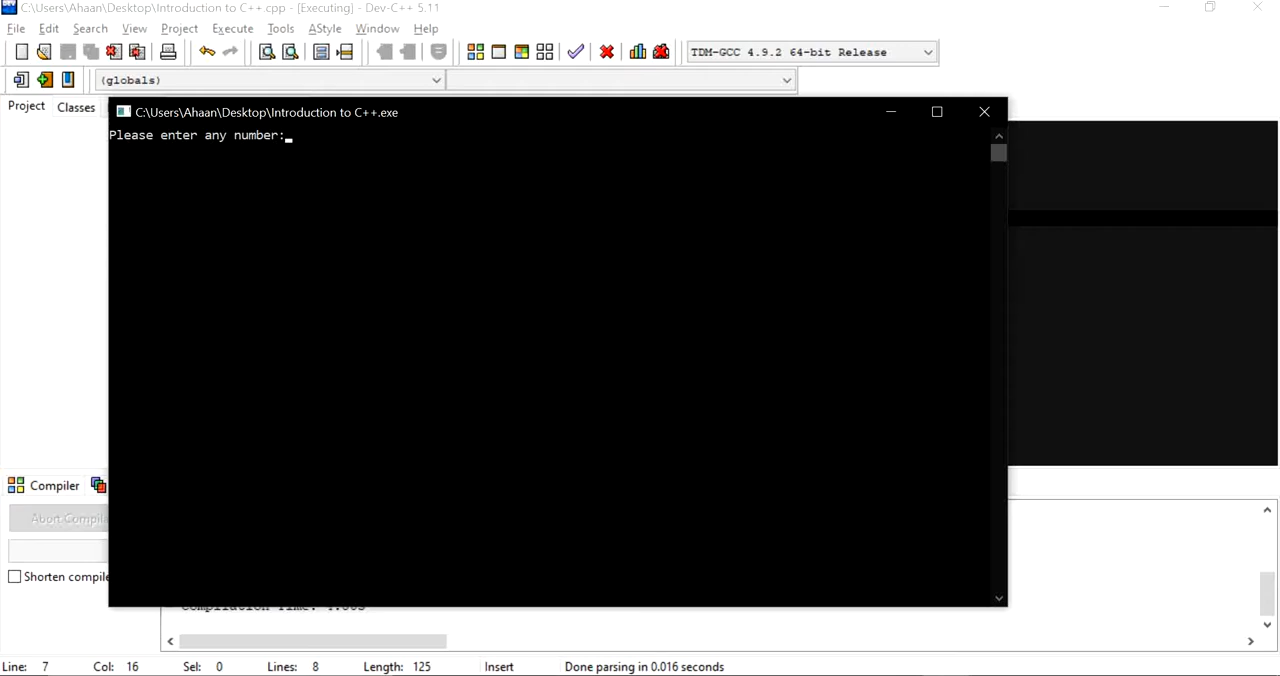 C:\Users\Ahaan\Desktop\Introduction to C++.cpp - [Executing] - Dev-C++ 5.11
File Edit Search View Project Execute Tools AStyle Window Help
TDM-GCC 4.9.2 64-bit Release
(globals)
Project Classes
C:\Users\Ahaan\Desktop\Introduction to C++.exe
Please enter any number:
Compiler
Abort
Shorten
Line: 7 Col: 16 Sel: 0 Lines: 8 Length: 125 Insert Done parsing in 0.016 seconds